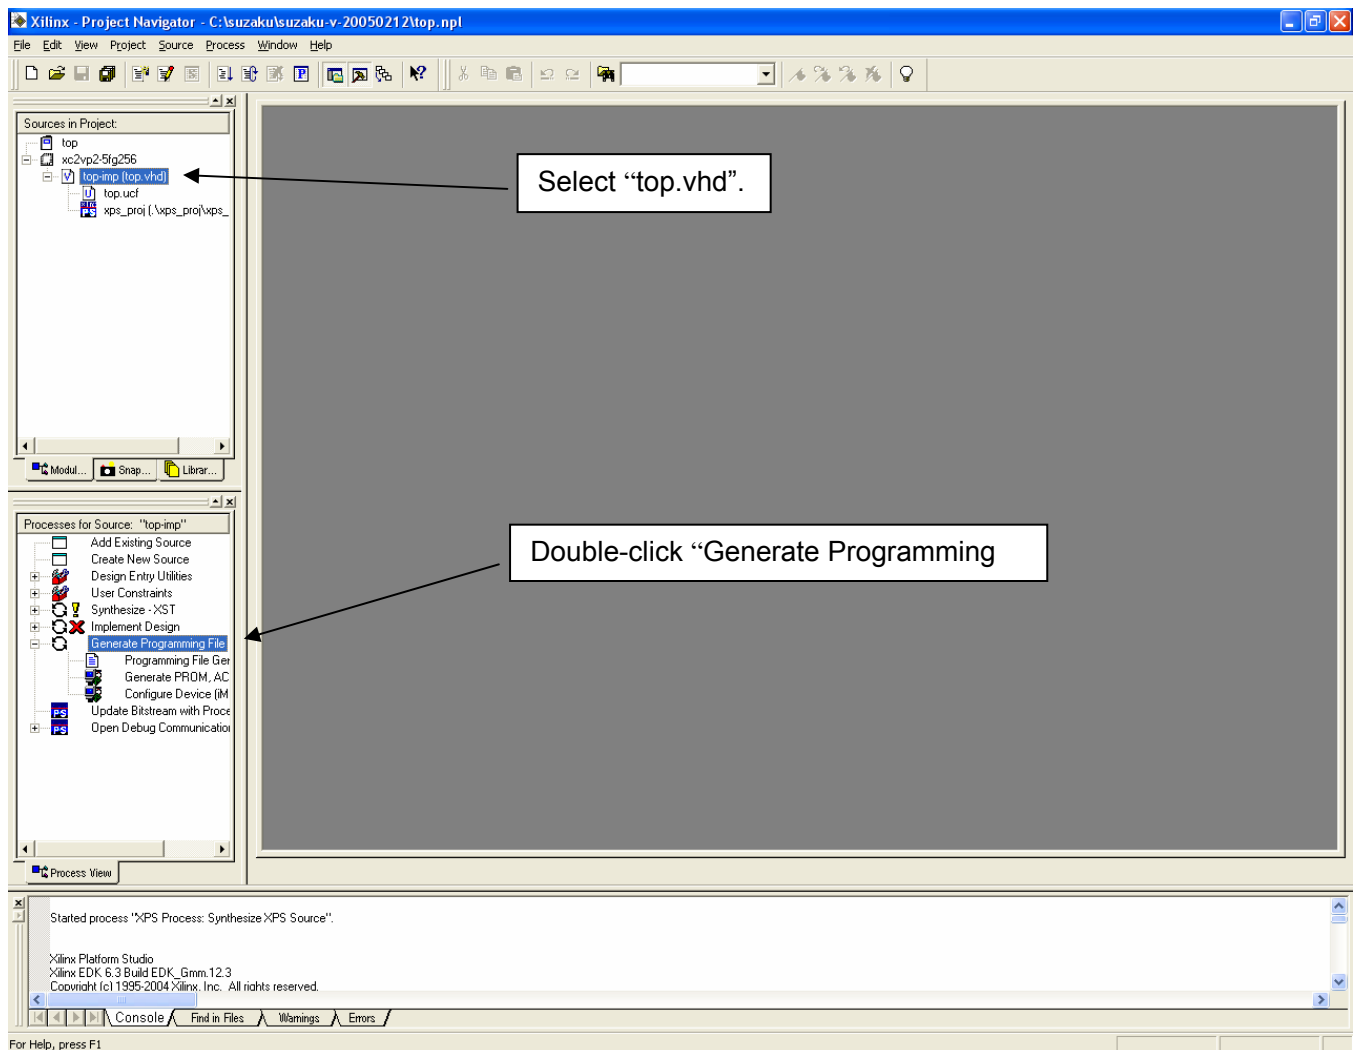 Xilinx - Project Navigator - C:\suzaku\suzaku-v-20050212\top.npl
File Edit View Project Source Process Window Help
Sources in Project:
top
xc2vp2-5fg256
top-imp (top.vhd)
top.ucf
xps_proj (.\xps_proj\xps_
Select “top.vhd”.
Modul... Snap... Librar...
Processes for Source: "top-imp"
Add Existing Source
Create New Source
Design Entry Utilities
User Constraints
Synthesize - XST
Implement Design
Generate Programming File
Programming File Ger
Generate PROM, AC
Configure Device (iM
Update Bitstream with Proce
Open Debug Communication
Double-click “Generate Programming
Process View
Started process "XPS Process: Synthesize XPS Source".
Xilinx Platform Studio
Xilinx EDK 6.3 Build EDK_Gmm.12.3
Copyright (c) 1995-2004 Xilinx, Inc. All rights reserved.
Console Find in Files Warnings Errors
For Help, press F1